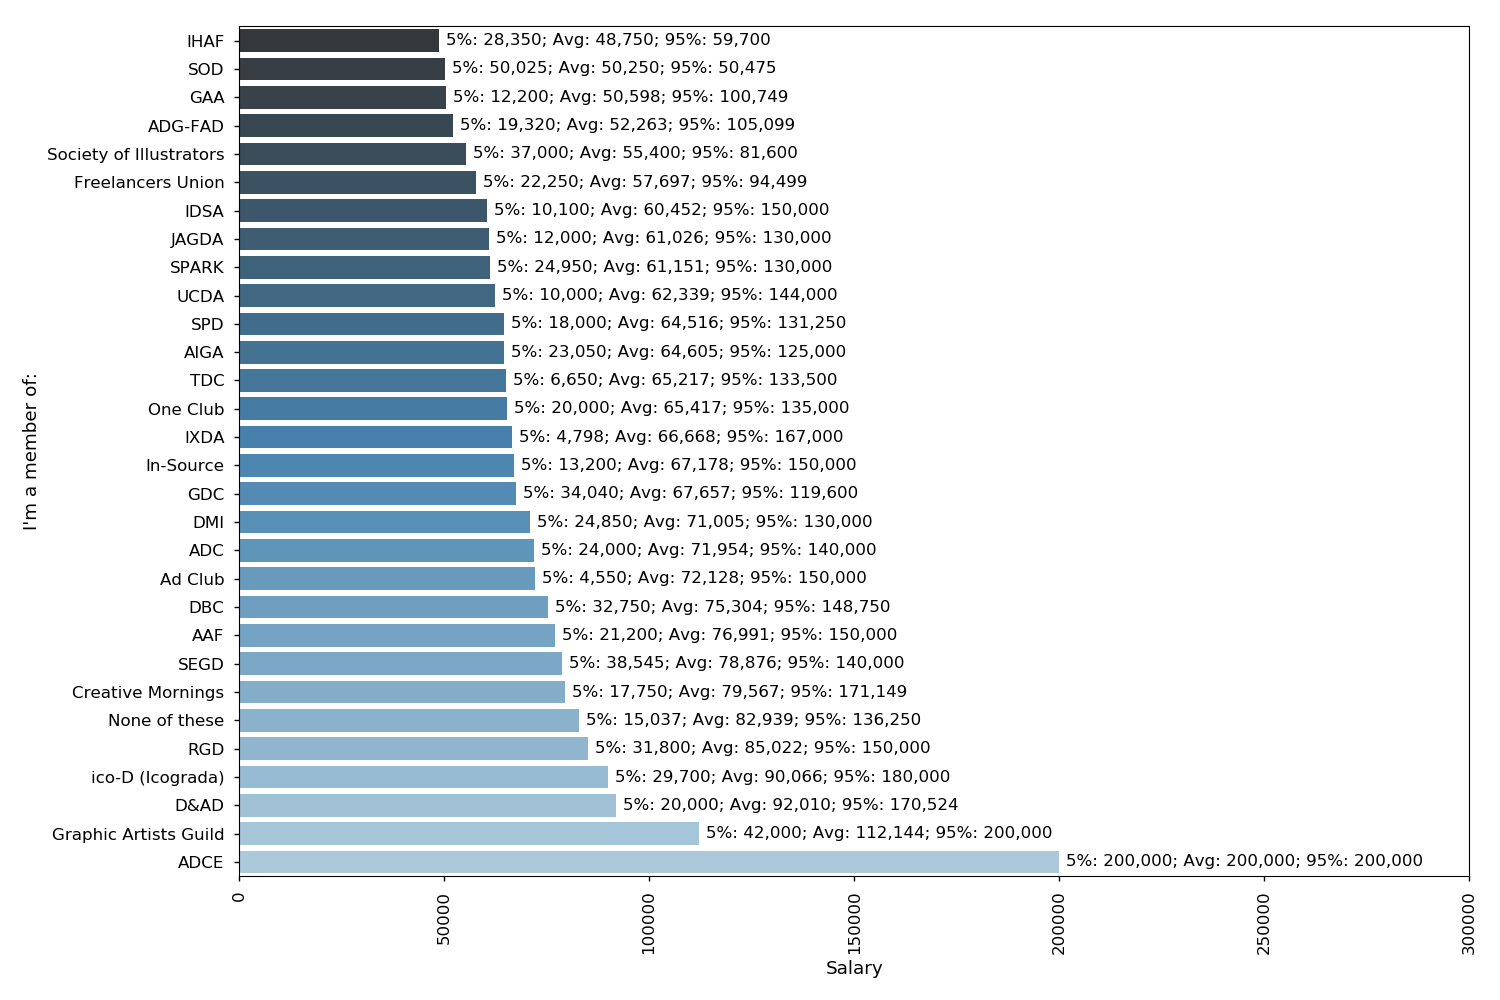 IHAF 5%: 28,350; Avg: 48,750; 95%: 59,700
SOD 5%: 50,025; Avg: 50,250; 95%: 50,475
GAA 5%: 12,200; Avg: 50,598; 95%: 100,749
ADG-FAD 5%: 19,320; Avg: 52,263; 95%: 105,099
Society of Illustrators 5%: 37,000; Avg: 55,400; 95%: 81,600
Freelancers Union 5%: 22,250; Avg: 57,697; 95%: 94,499
IDSA 5%: 10,100; Avg: 60,452; 95%: 150,000
JAGDA 5%: 12,000; Avg: 61,026; 95%: 130,000
SPARK 5%: 24,950; Avg: 61,151; 95%: 130,000
UCDA 5%: 10,000; Avg: 62,339; 95%: 144,000
SPD 5%: 18,000; Avg: 64,516; 95%: 131,250
AIGA 5%: 23,050; Avg: 64,605; 95%: 125,000
TDC 5%: 6,650; Avg: 65,217; 95%: 133,500
One Club 5%: 20,000; Avg: 65,417; 95%: 135,000
IXDA 5%: 4,798; Avg: 66,668; 95%: 167,000
In-Source 5%: 13,200; Avg: 67,178; 95%: 150,000
GDC 5%: 34,040; Avg: 67,657; 95%: 119,600
DMI 5%: 24,850; Avg: 71,005; 95%: 130,000
ADC 5%: 24,000; Avg: 71,954; 95%: 140,000
Ad Club 5%: 4,550; Avg: 72,128; 95%: 150,000
DBC 5%: 32,750; Avg: 75,304; 95%: 148,750
AAF 5%: 21,200; Avg: 76,991; 95%: 150,000
SEGD 5%: 38,545; Avg: 78,876; 95%: 140,000
Creative Mornings 5%: 17,750; Avg: 79,567; 95%: 171,149
None of these 5%: 15,037; Avg: 82,939; 95%: 136,250
RGD 5%: 31,800; Avg: 85,022; 95%: 150,000
ico-D (Icograda) 5%: 29,700; Avg: 90,066; 95%: 180,000
D&AD 5%: 20,000; Avg: 92,010; 95%: 170,524
Graphic Artists Guild 5%: 42,000; Avg: 112,144; 95%: 200,000
ADCE 5%: 200,000; Avg: 200,000; 95%: 200,000
I'm a member of:
0 50000 100000 150000 200000 250000 300000
Salary